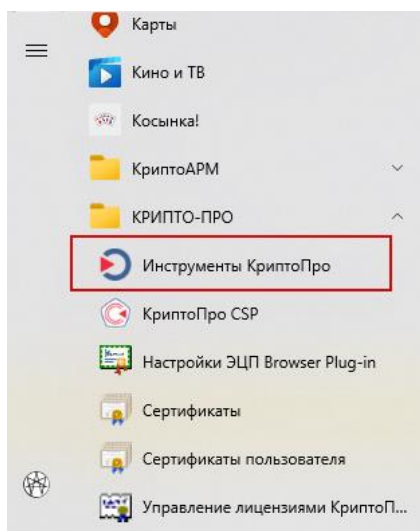 Карты
Кино и ТВ
Косынка!
КриптоАРМ
КРИПТО-ПРО
Инструменты КриптоПро
КриптоПро CSP
Настройки ЭЦП Browser Plug-in
Сертификаты
Сертификаты пользователя
Управление лицензиями КриптоП...